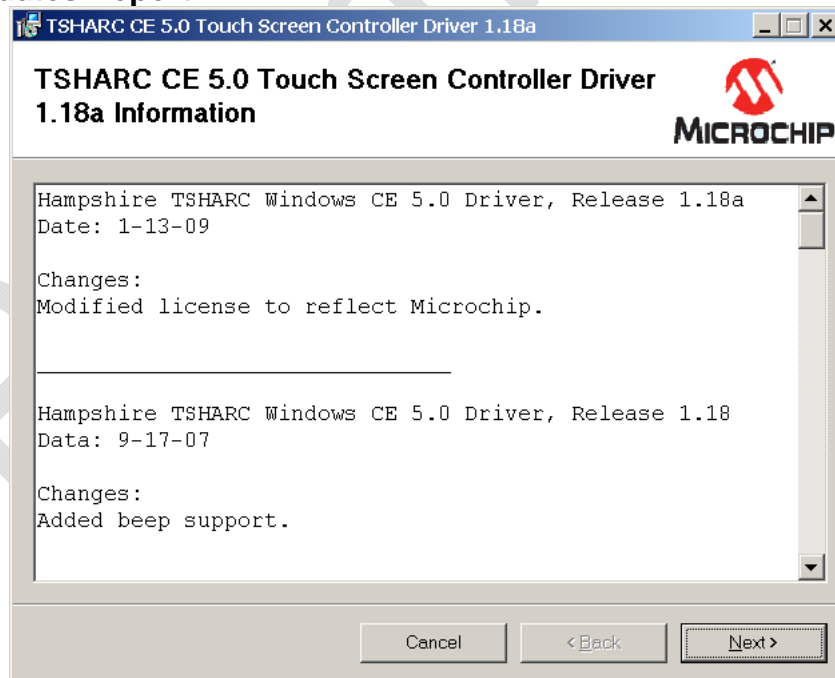 TSHARC CE 5.0 Touch Screen Controller Driver 1.18a
TSHARC CE 5.0 Touch Screen Controller Driver
1.18a Information
MICROCHIP
Hampshire TSHARC Windows CE 5.0 Driver, Release 1.18a
Date: 1-13-09
Changes:
Modified license to reflect Microchip.
Hampshire TSHARC Windows CE 5.0 Driver, Release 1.18
Data: 9-17-07
Changes:
Added beep support.
Cancel
< Back
Next >